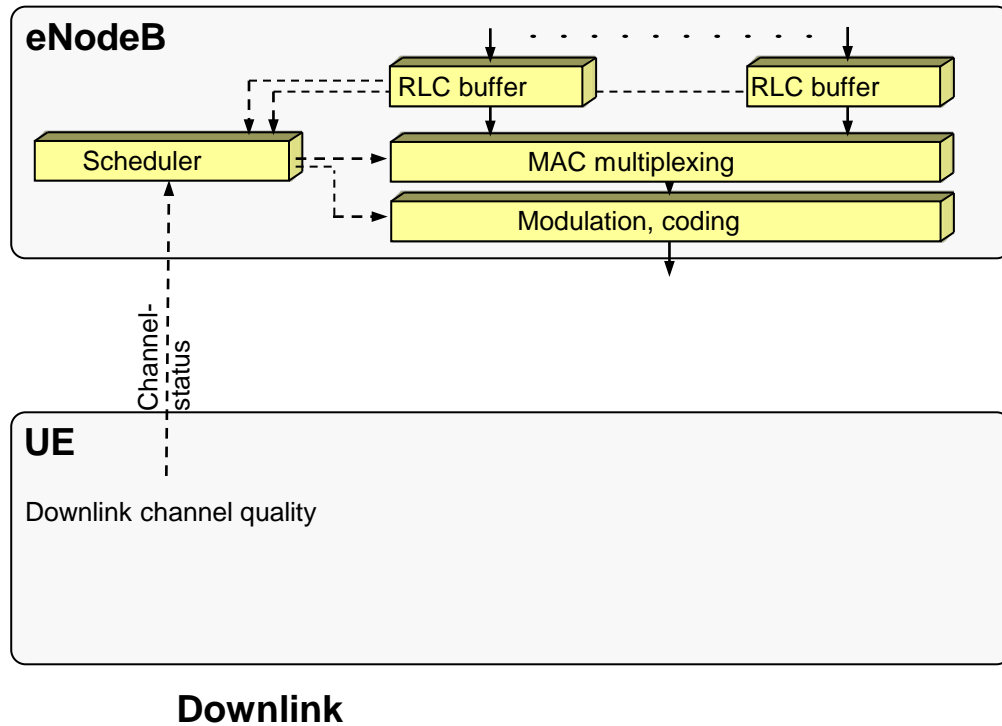 eNodeB
RLC buffer
RLC buffer
Scheduler
MAC multiplexing
Modulation, coding
Channel-
status
UE
Downlink channel quality
Downlink